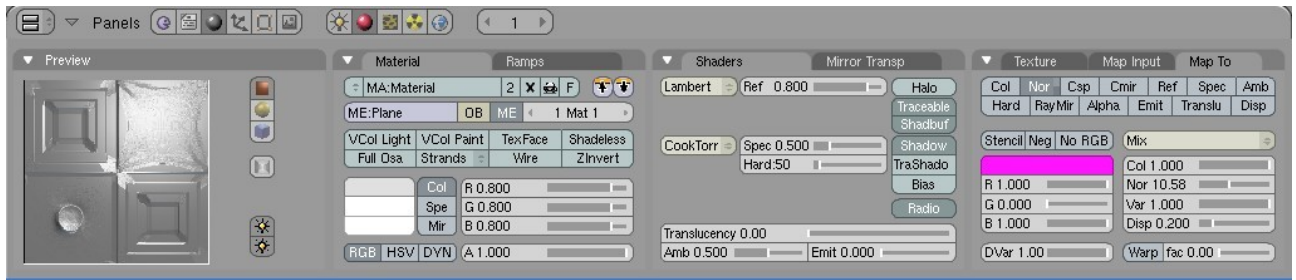 Panels 1
Preview
Material Ramps
MA:Material 2 X F
ME:Plane OB ME 1 Mat 1
VCol Light VCol Paint TexFace Shadeless
Full Osa Strands Wire ZInvert
Col R 0.800
Spe G 0.800
Mir B 0.800
RGB HSV DYN A 1.000
Shaders Mirror Transp
Lambert Ref 0.800 Halo
Traceable
Shadbuf
CookTorr Spec 0.500 Shadow
Hard:50 TraShado
Bias
Radio
Translucency 0.00
Amb 0.500 Emit 0.000
Texture Map Input Map To
Col Nor Csp Cmir Ref Spec Amb
Hard RayMir Alpha Emit Translu Disp
Stencil Neg No RGB Mix
Col 1.000
R 1.000 Nor 10.58
G 0.000 Var 1.000
B 1.000 Disp 0.200
DVar 1.00 Warp fac 0.00